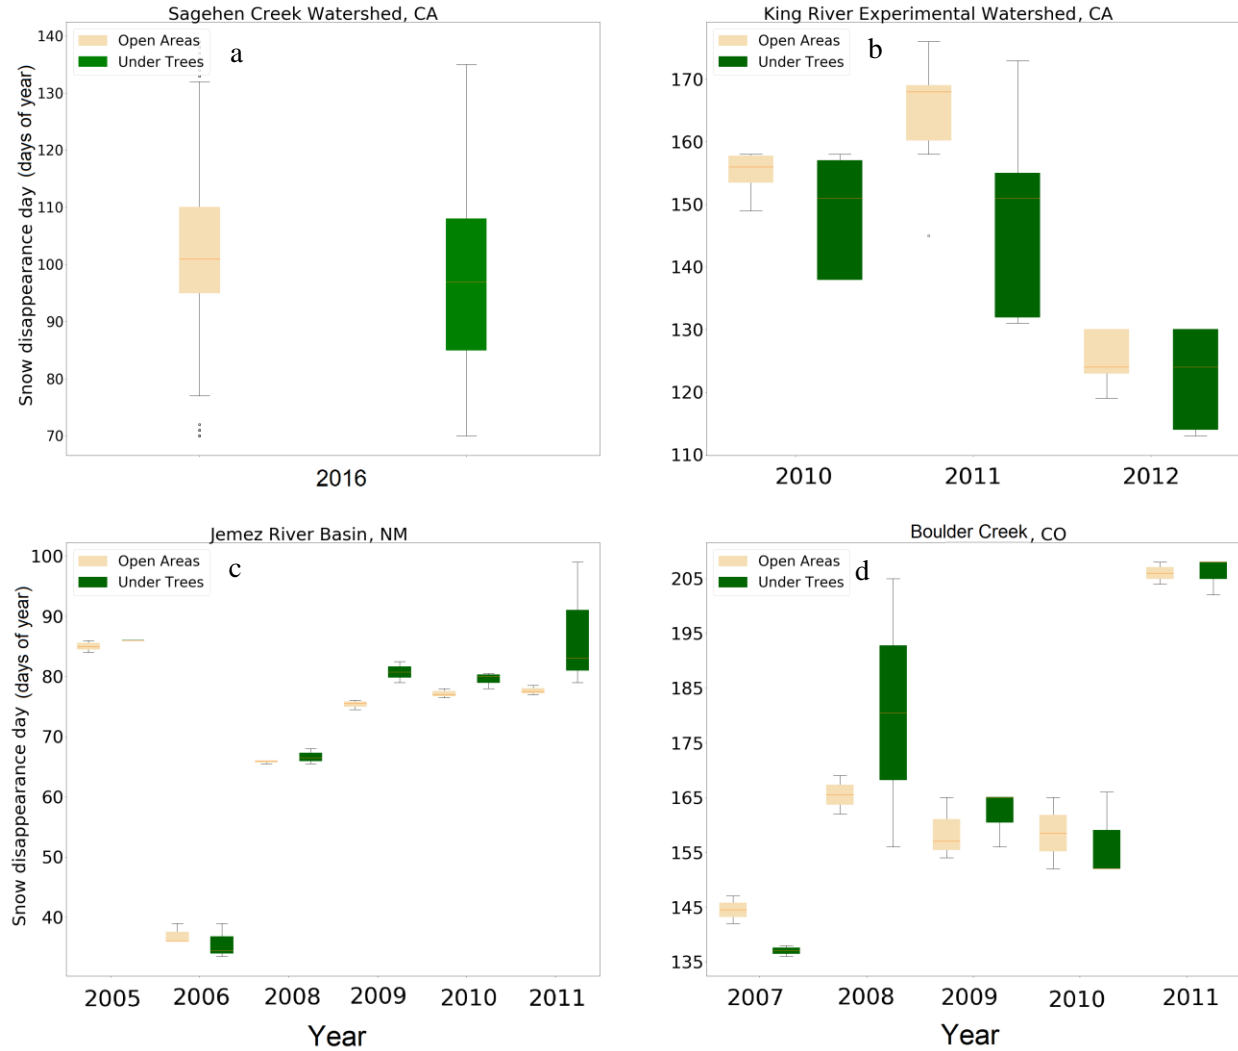 Sagehen Creek Watershed, CA
Open Areas
Under Trees
a
140
130
120
110
100
90
80
70
Snow disappearance day (days of year)
2016
King River Experimental Watershed, CA
Open Areas
Under Trees
b
170
160
150
140
130
120
110
2010 2011 2012
Jemez River Basin, NM
Open Areas
Under Trees
c
100
90
80
70
60
50
40
Snow disappearance day (days of year)
2005 2006 2008 2009 2010 2011
Year
Boulder Creek, CO
Open Areas
Under Trees
d
205
195
185
175
165
155
145
135
2007 2008 2009 2010 2011
Year